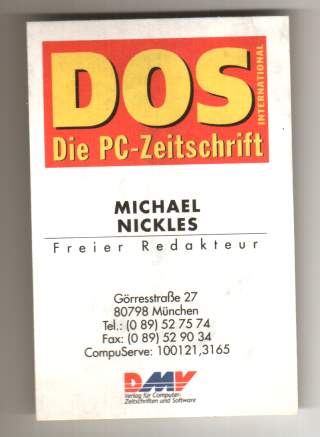 DOS
INTERNATIONAL
Die PC-Zeitschrift
MICHAEL
NICKLES
Freier Redakteur
Görresstraße 27
80798 München
Tel.: (0 89) 52 75 74
Fax: (0 89) 52 90 34
CompuServe: 100121,3165
DMV
Verlag für Computer-
Zeitschriften und Software